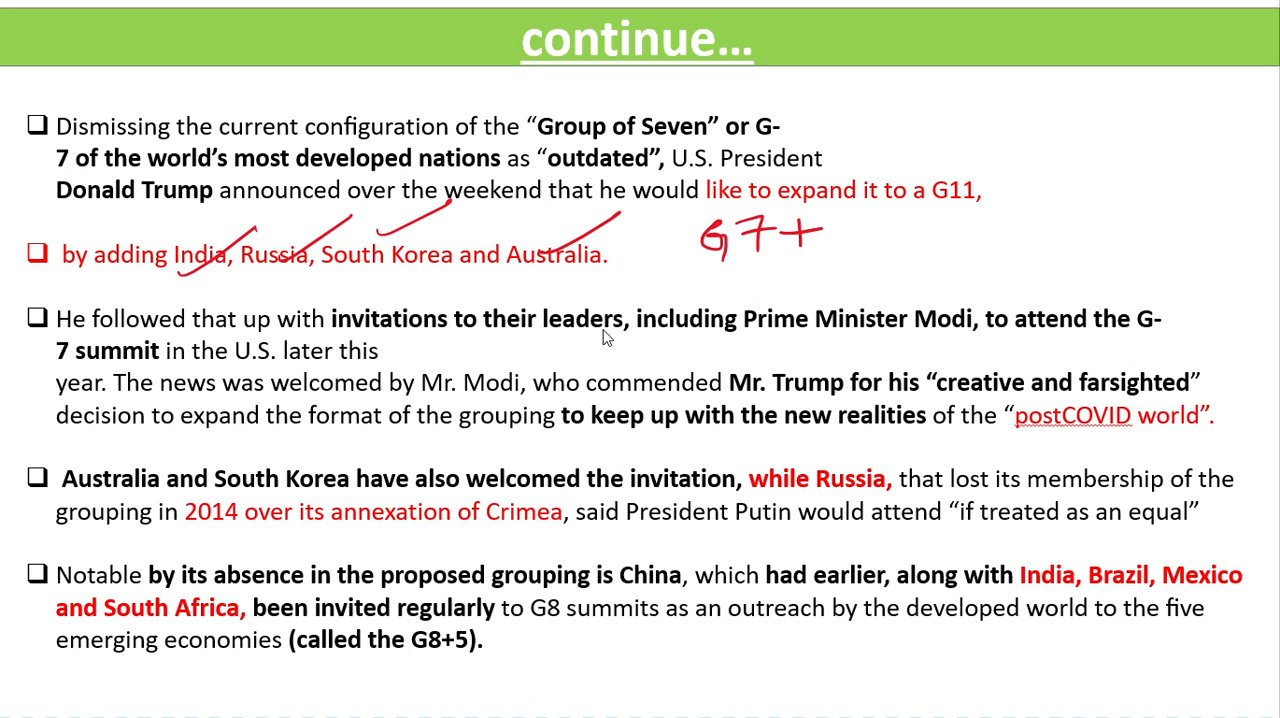 continue...
❑ Dismissing the current configuration of the “Group of Seven” or G-
7 of the world’s most developed nations as “outdated”, U.S. President
Donald Trump announced over the weekend that he would like to expand it to a G11,
❑ by adding India, Russia, South Korea and Australia.
G7+
❑ He followed that up with invitations to their leaders, including Prime Minister Modi, to attend the G-
7 summit in the U.S. later this
year. The news was welcomed by Mr. Modi, who commended Mr. Trump for his “creative and farsighted”
decision to expand the format of the grouping to keep up with the new realities of the “postCOVID world”.
❑ Australia and South Korea have also welcomed the invitation, while Russia, that lost its membership of the
grouping in 2014 over its annexation of Crimea, said President Putin would attend “if treated as an equal”
❑ Notable by its absence in the proposed grouping is China, which had earlier, along with India, Brazil, Mexico
and South Africa, been invited regularly to G8 summits as an outreach by the developed world to the five
emerging economies (called the G8+5).